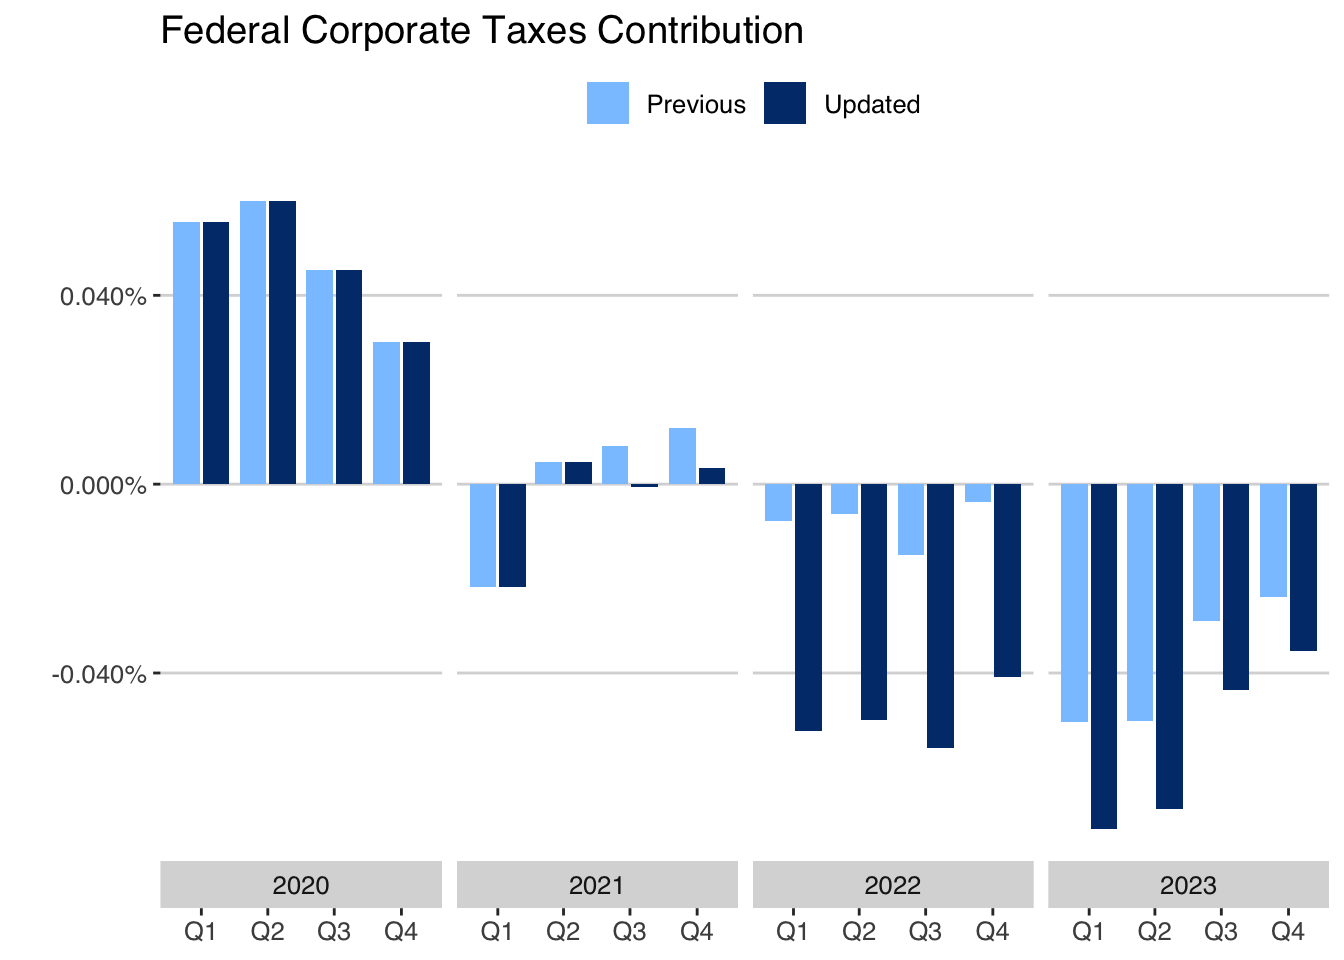 Federal Corporate Taxes Contribution
Previous Updated
0.040%
0.000%
-0.040%
2020 2021 2022 2023
Q1 Q2 Q3 Q4 Q1 Q2 Q3 Q4 Q1 Q2 Q3 Q4 Q1 Q2 Q3 Q4